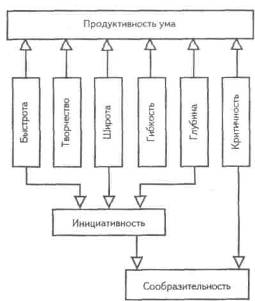 Продуктивность ума
Быстрота
Творчество
Широта
Гибкость
Глубина
Критичность
Инициативность
Сообразительность